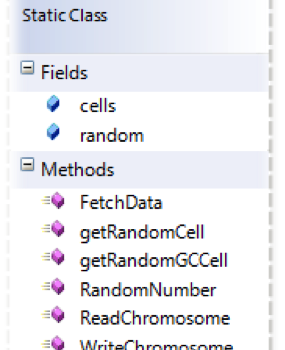 Static Class
Fields
cells
random
Methods
FetchData
getRandomCell
getRandomGCCell
RandomNumber
ReadChromosome
WriteChromosome